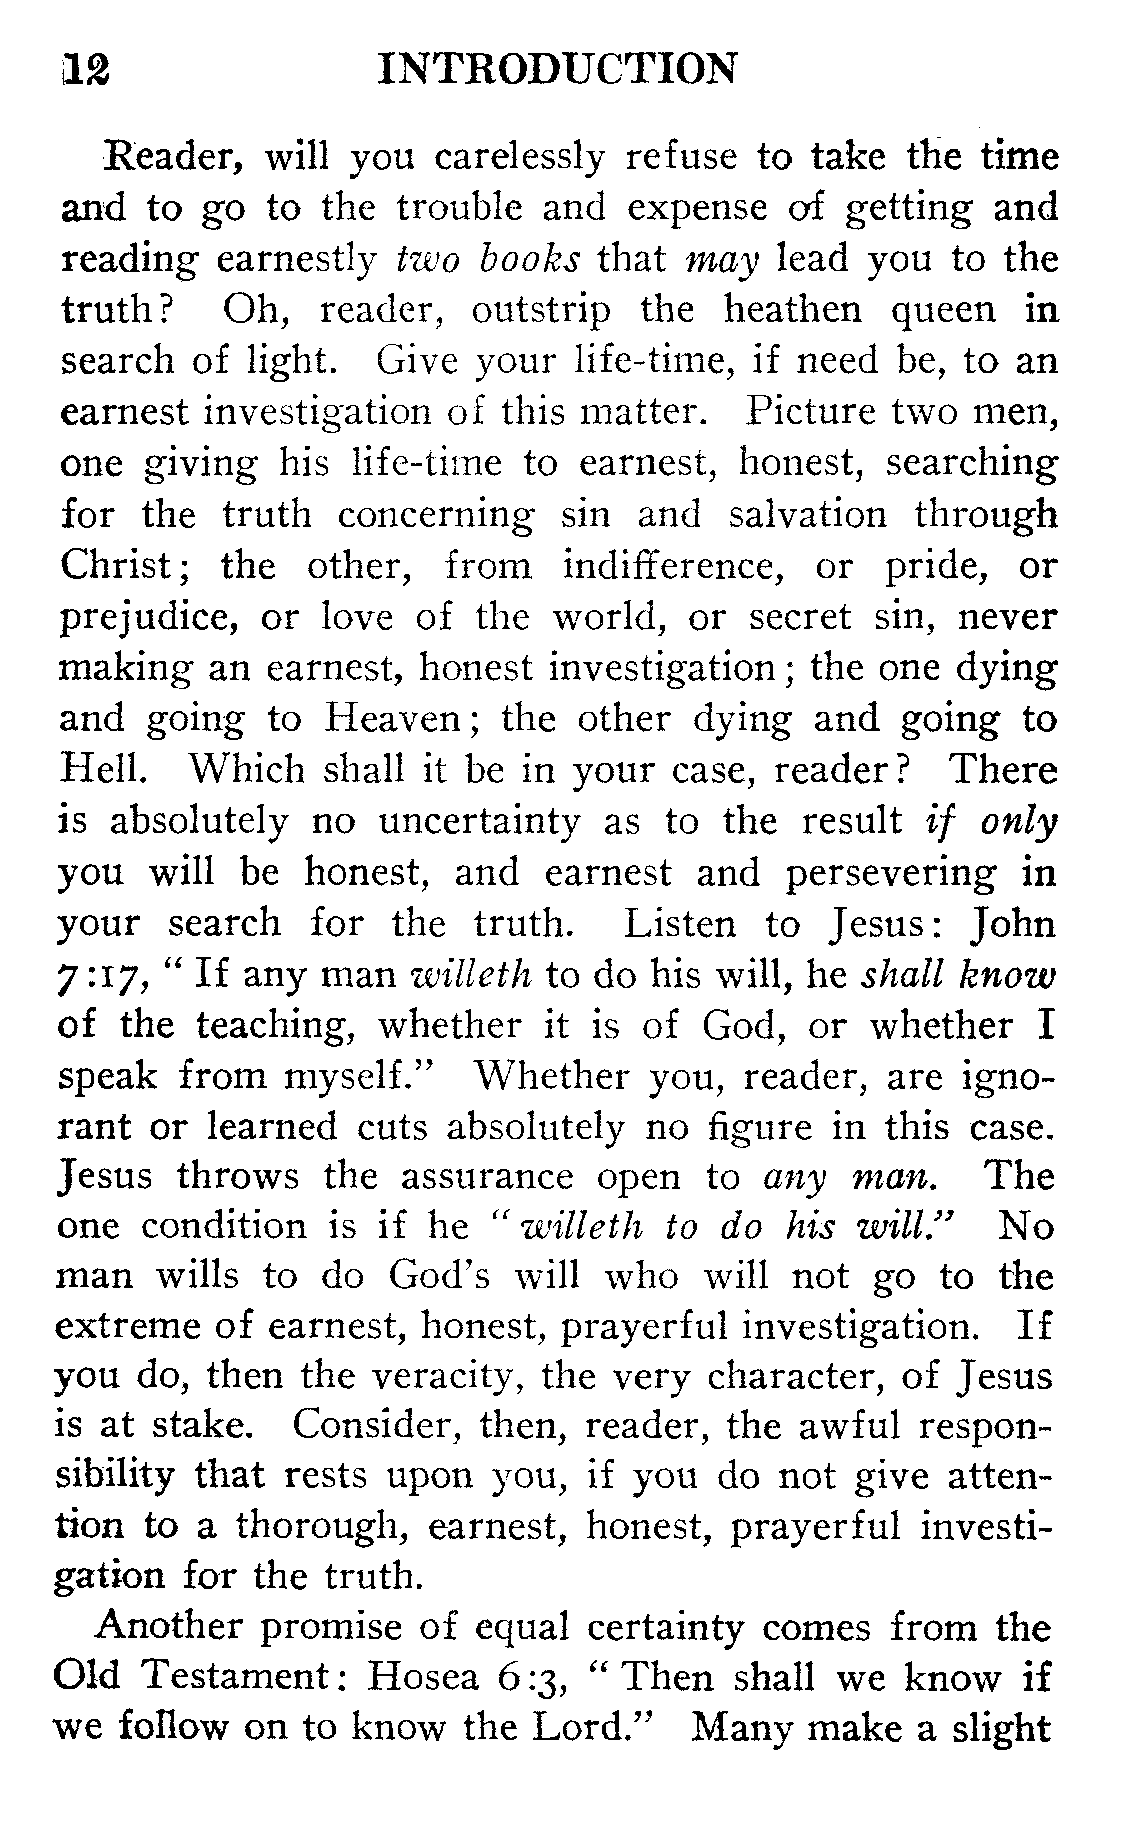 12 INTRODUCTION
Reader, will you carelessly refuse to take the time
and to go to the trouble and expense of getting and
reading earnestly two books that may lead you to the
truth? Oh, reader, outstrip the heathen queen in
search of light. Give your life-time, if need be, to an
earnest investigation of this matter. Picture two men,
one giving his life-time to earnest, honest, searching
for the truth concerning sin and salvation through
Christ; the other, from indifference, or pride, or
prejudice, or love of the world, or secret sin, never
making an earnest, honest investigation; the one dying
and going to Heaven; the other dying and going to
Hell. Which shall it be in your case, reader? There
is absolutely no uncertainty as to the result if only
you will be honest, and earnest and persevering in
your search for the truth. Listen to Jesus: John
7:17, "If any man willeth to do his will, he shall know
of the teaching, whether it is of God, or whether I
speak from myself." Whether you, reader, are igno-
rant or learned cuts absolutely no figure in this case.
Jesus throws the assurance open to any man. The
one condition is if he "willeth to do his will." No
man wills to do God's will who will not go to the
extreme of earnest, honest, prayerful investigation. If
you do, then the veracity, the very character, of Jesus
is at stake. Consider, then, reader, the awful respon-
sibility that rests upon you, if you do not give atten-
tion to a thorough, earnest, honest, prayerful investi-
gation for the truth.
Another promise of equal certainty comes from the
Old Testament: Hosea 6:3, "Then shall we know if
we follow on to know the Lord." Many make a slight